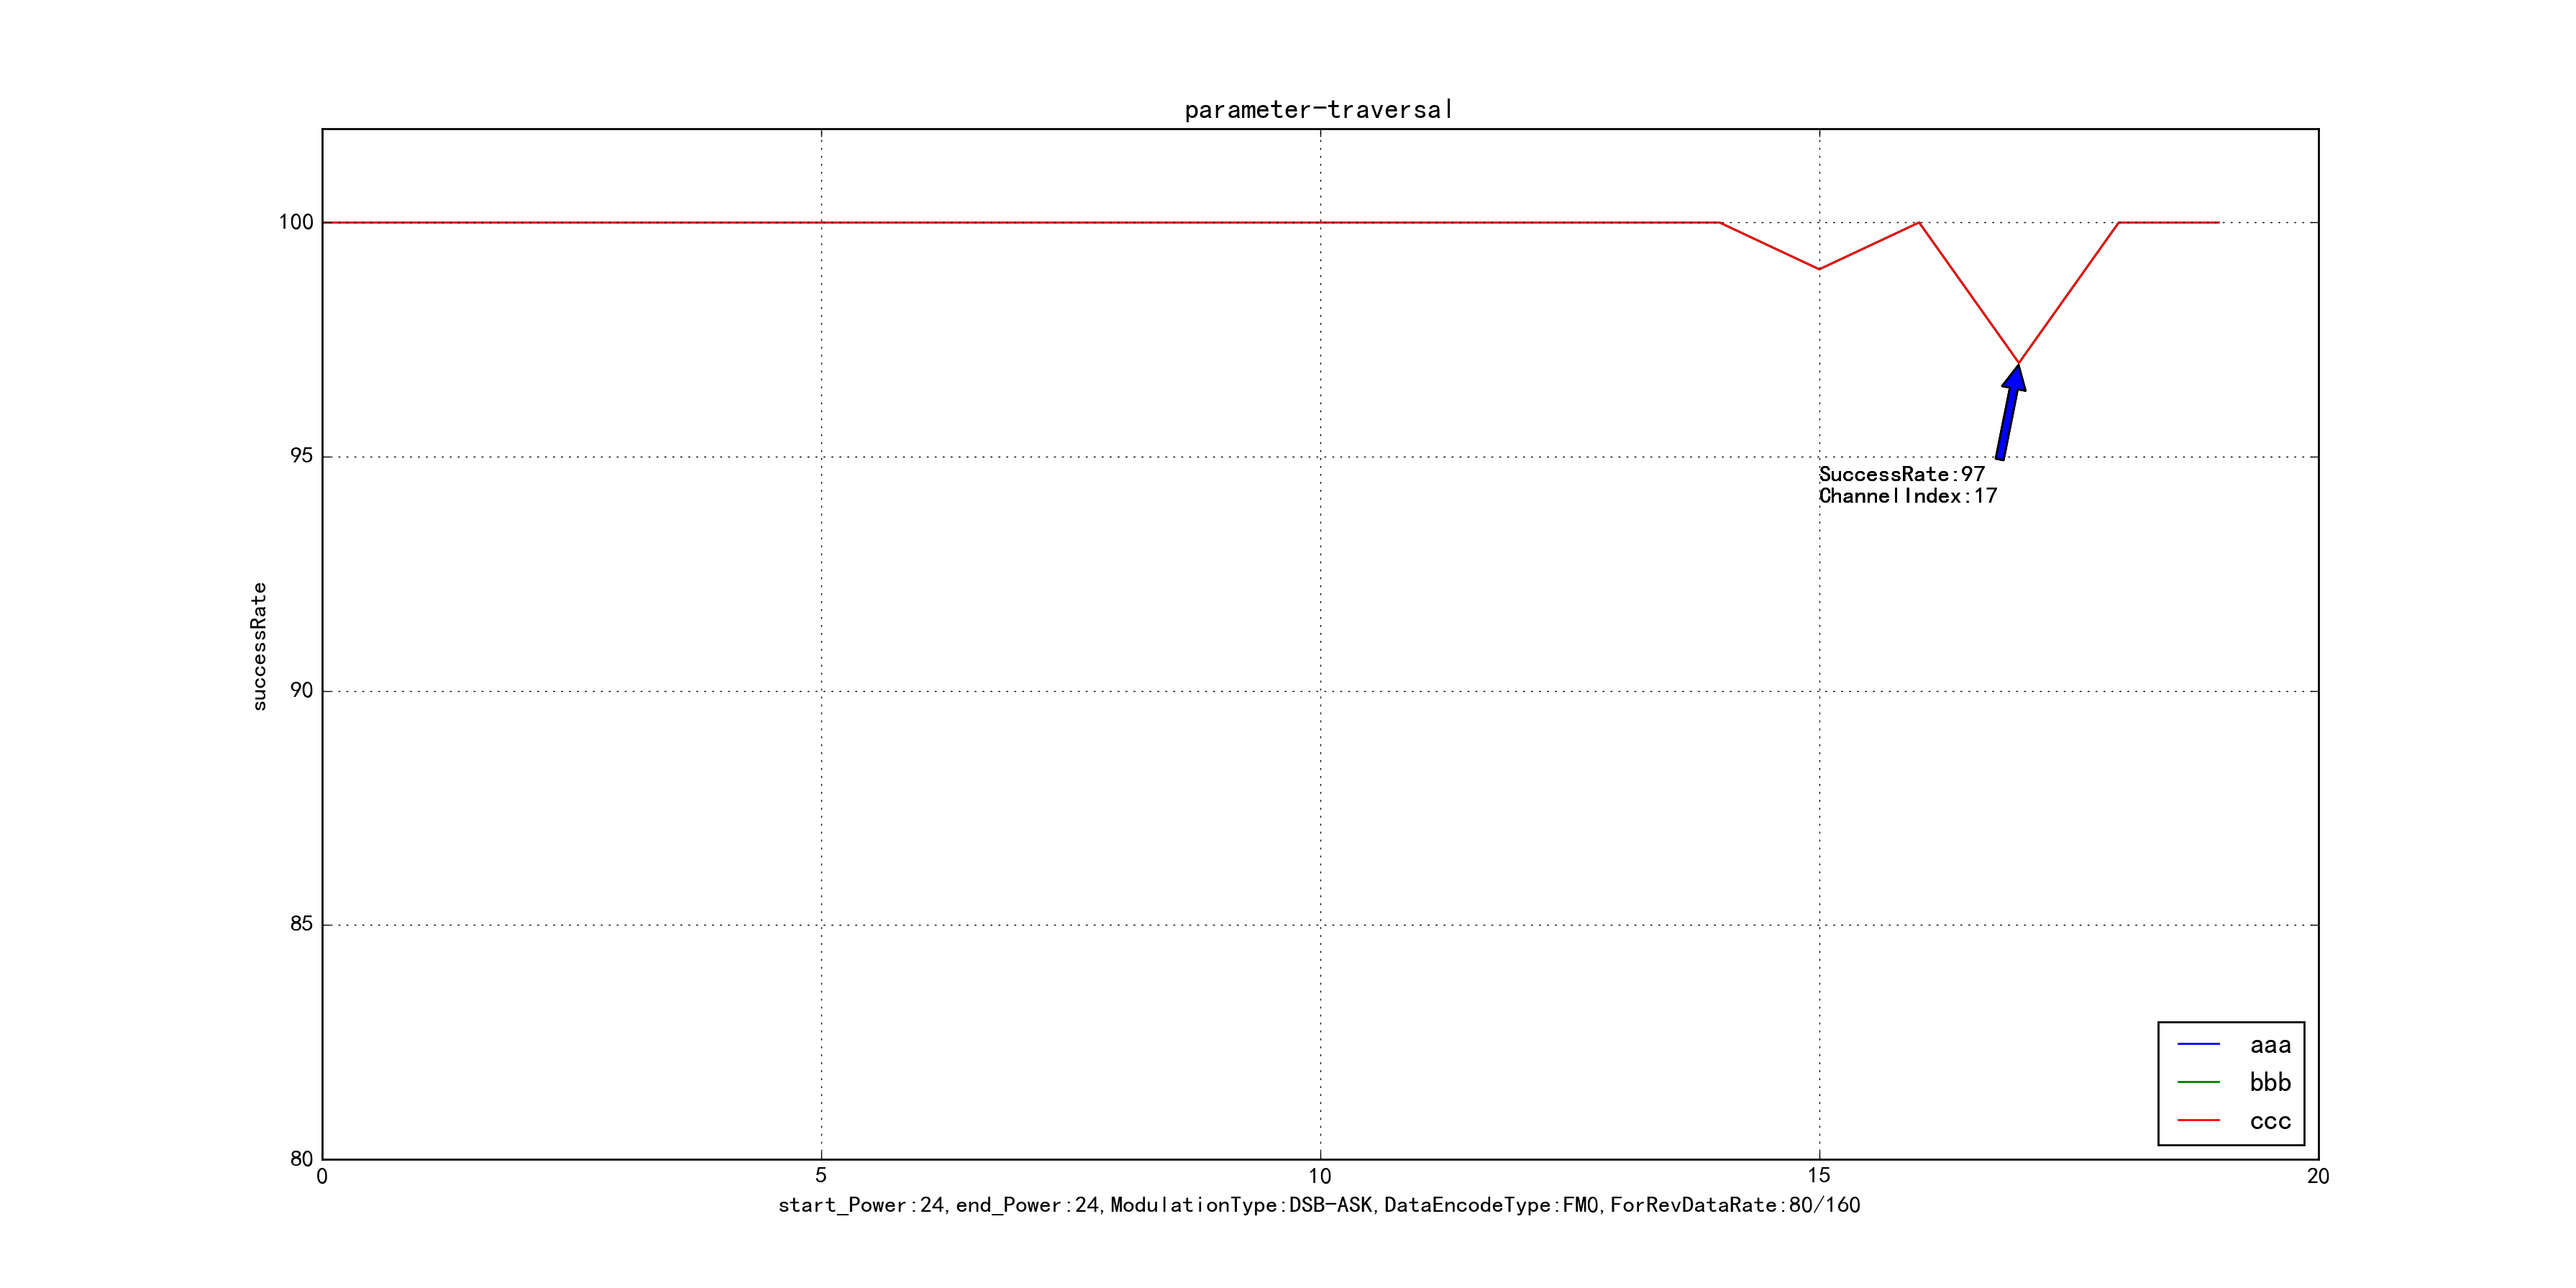 parameter-traversal
100
95
90
85
80
successRate
SuccessRate:97
ChannelIndex:17
aaa
bbb
ccc
0 5 10 15 20
start_Power:24,end_Power:24,ModulationType:DSB-ASK,DataEncodeType:FM0,ForRevDataRate:80/160